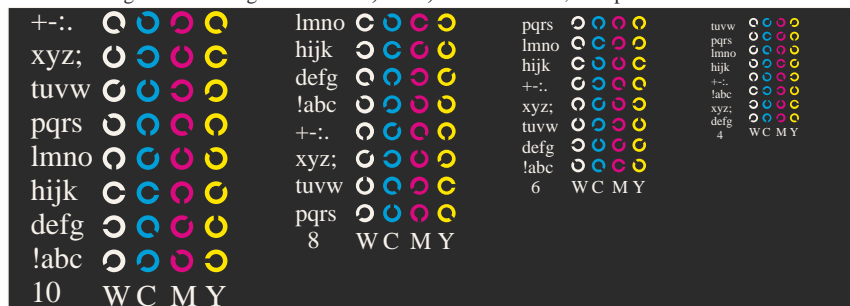 +-:.
xyz;
tuvw
pqrs
lmno
hijk
defg
!abc
10 W C M Y
lmno
hijk
defg
!abc
+-:.
xyz;
tuvw
pqrs
8 W C M Y
pqrs
lmno
hijk
+-:.
xyz;
tuvw
defg
!abc
6 W C M Y
tuvw
pqrs
lmno
hijk
+-:.
!abc
xyz;
defg
4 W C M Y